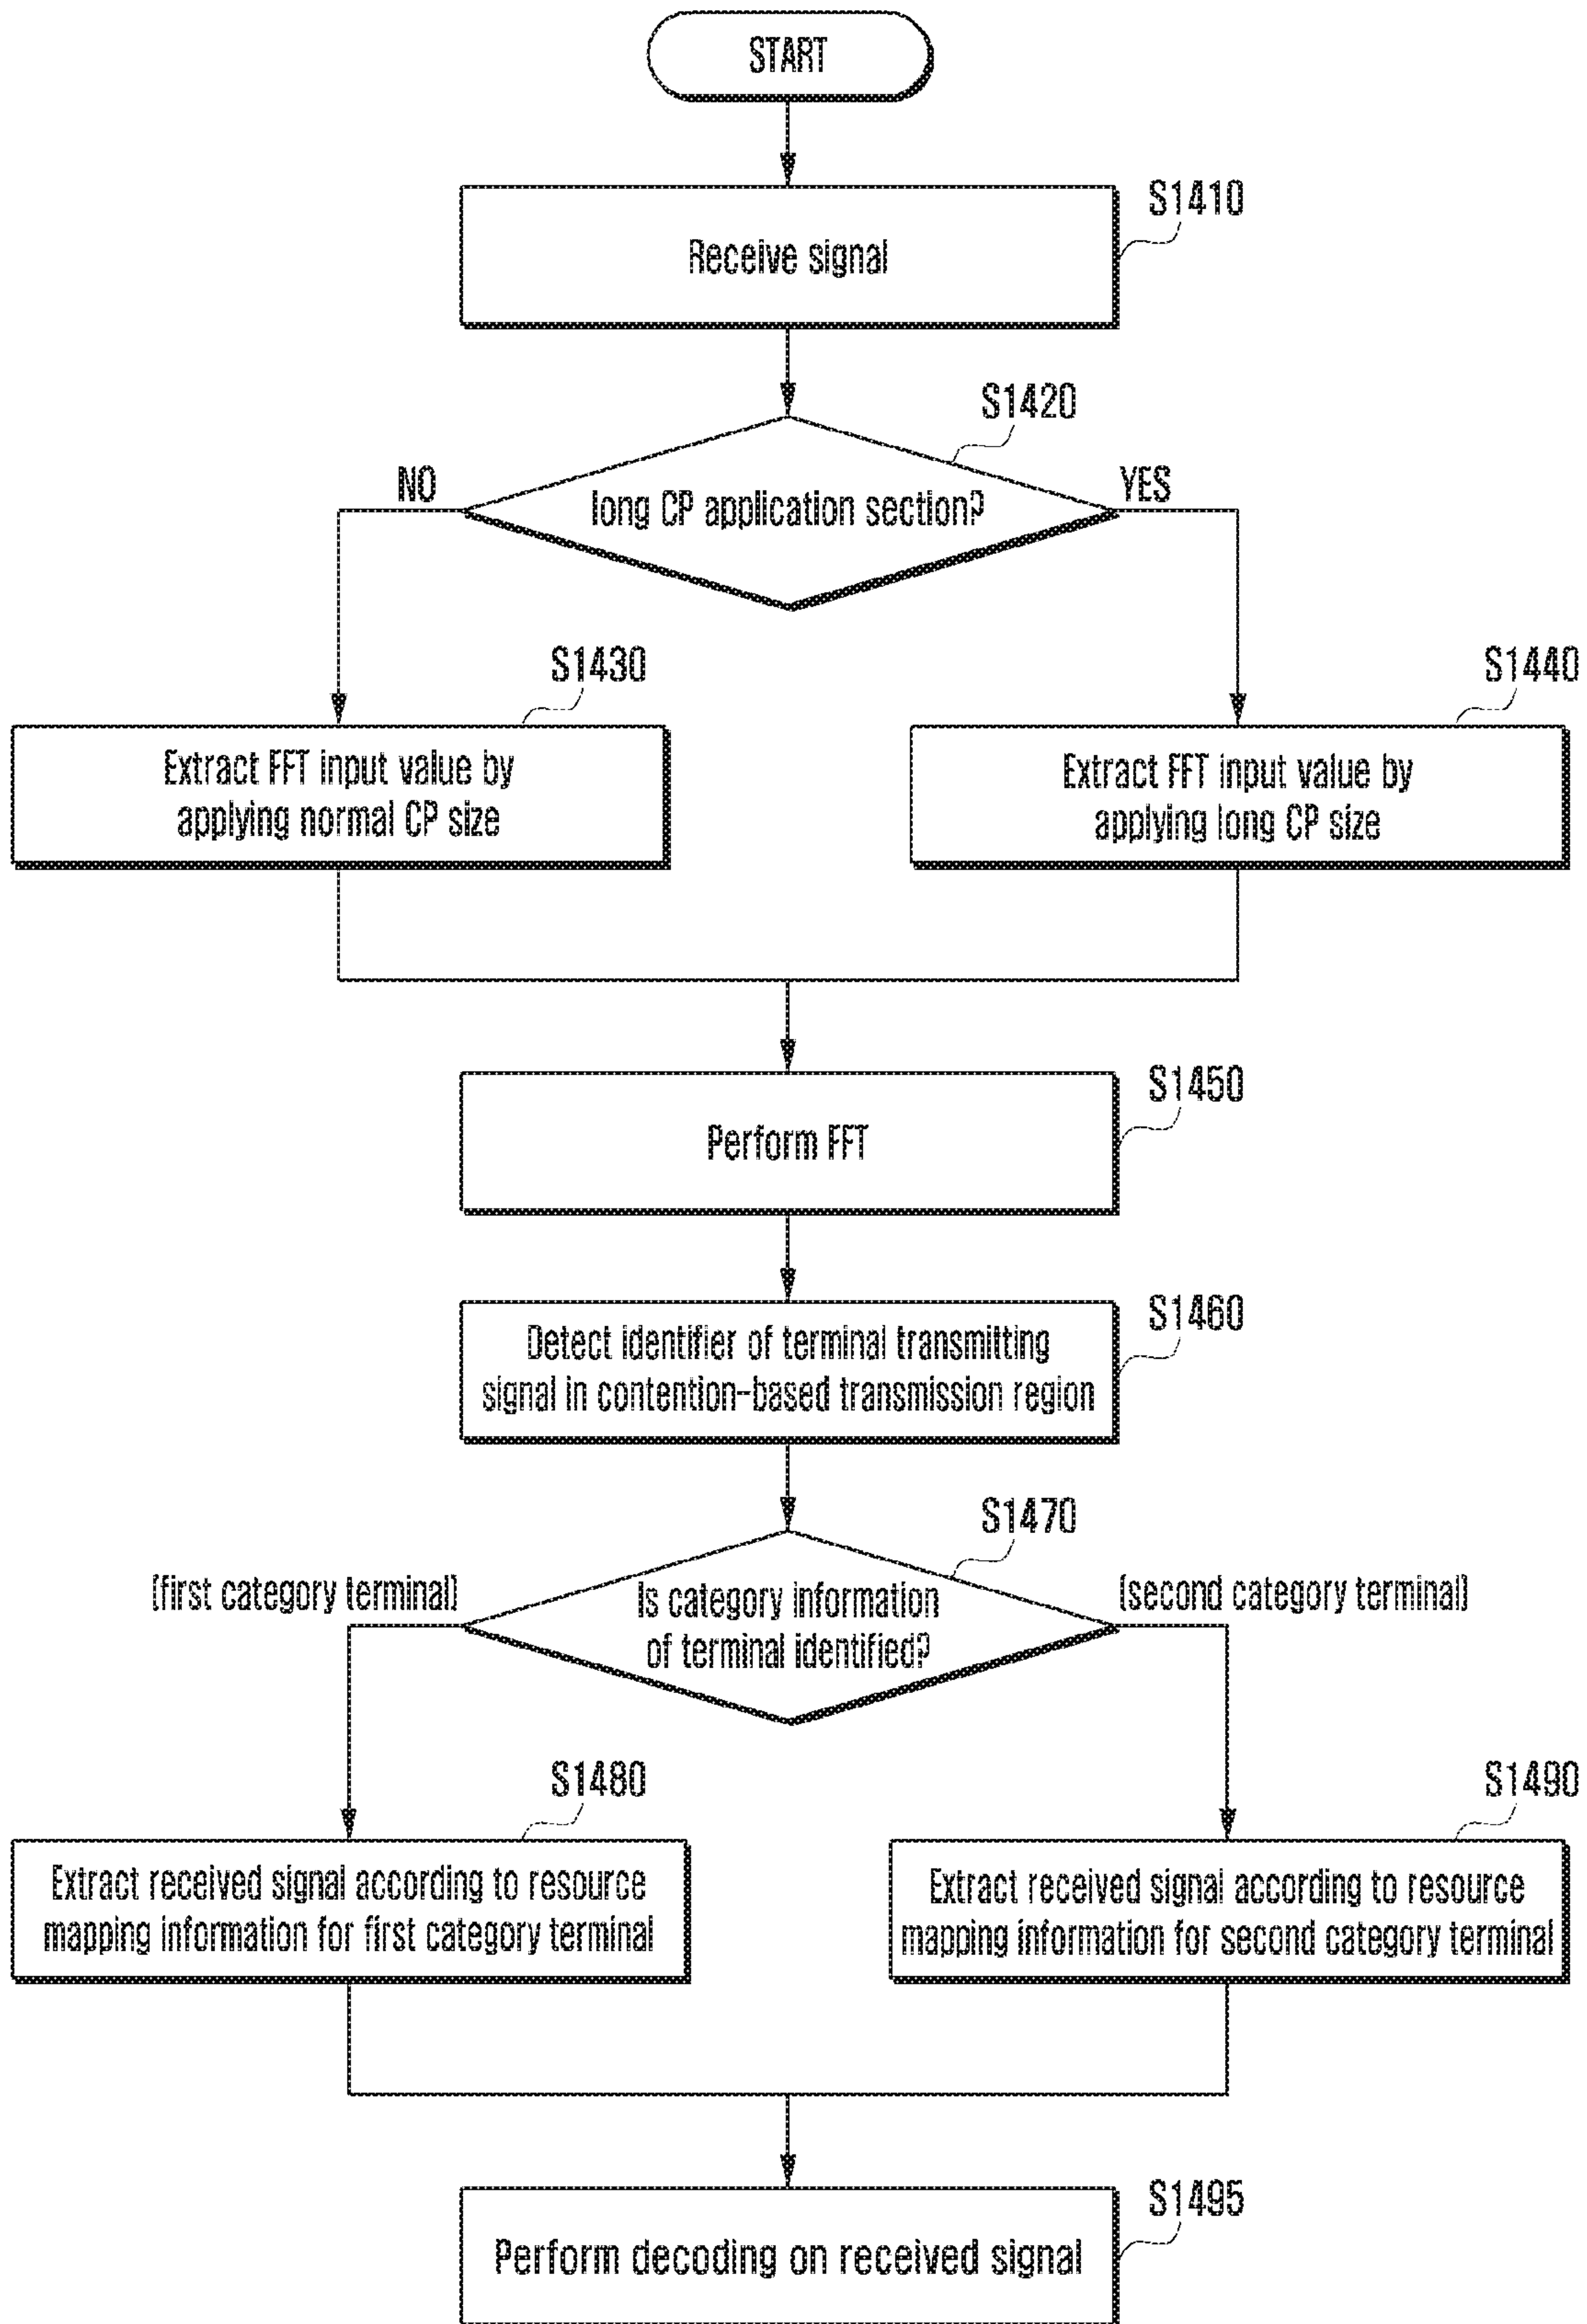 START
S1410
Receive signal
S1420
NO
YES
long CP application section?
S1430
S1440
Extract FFT input value by
applying normal CP size
Extract FFT input value by
applying long CP size
S1450
Perform FFT
S1460
Detect identifier of terminal transmitting
signal in contention-based transmission region
S1470
(first category terminal)
(second category terminal)
Is category information
of terminal identified?
S1480
S1490
Extract received signal according to resource
mapping information for first category terminal
Extract received signal according to resource
mapping information for second category terminal
S1495
Perform decoding on received signal